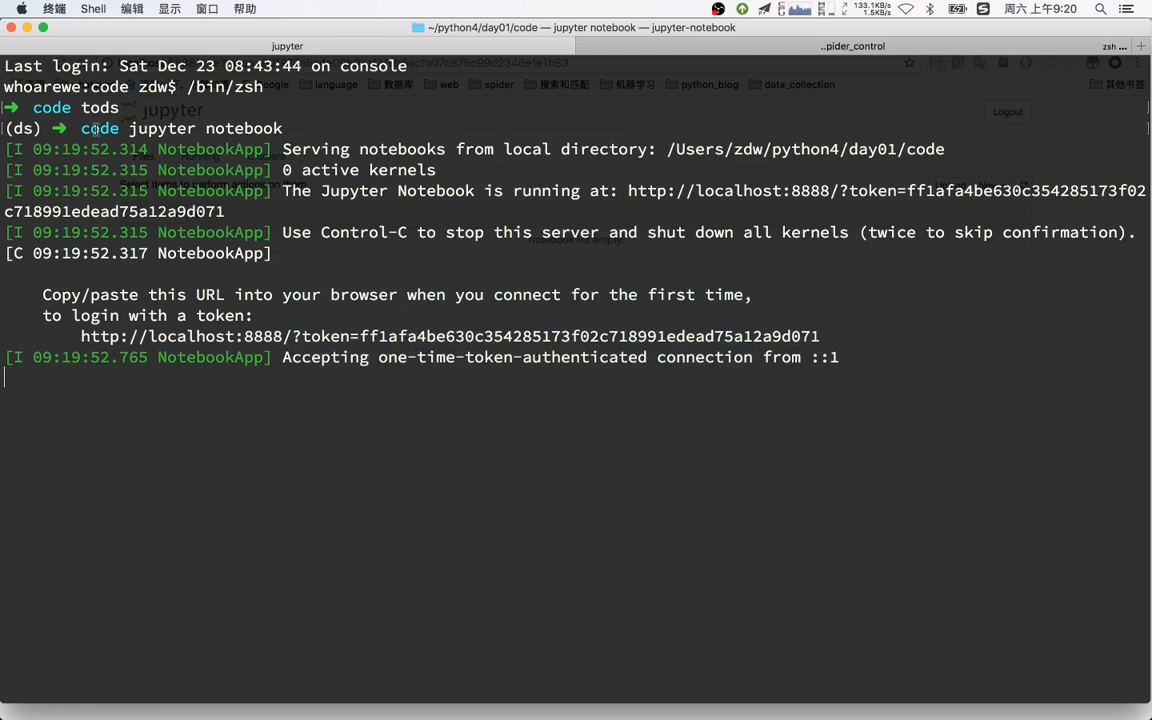 终端 Shell 编辑 显示 窗口 帮助 133.1KB/s 1.5KB/s 周六上午9:20
~/python4/day01/code — jupyter notebook — jupyter-notebook
jupyter ..pider_control zsh ...
Last login: Sat Dec 23 08:43:44 on console
whoarewe:code zdw$ /bin/zsh
google language 数据库 web spider 搜索和匹配 机器学习 python_blog data_collection 其他书签
➜ code tods
jupyter Logout
(ds) ➜ code jupyter notebook
[I 09:19:52.314 NotebookApp] Serving notebooks from local directory: /Users/zdw/python4/day01/code
[I 09:19:52.315 NotebookApp] 0 active kernels
[I 09:19:52.315 NotebookApp] The Jupyter Notebook is running at: http://localhost:8888/?token=ff1afa4be630c354285173f02
c718991edead75a12a9d071
[I 09:19:52.315 NotebookApp] Use Control-C to stop this server and shut down all kernels (twice to skip confirmation).
[C 09:19:52.317 NotebookApp]
Copy/paste this URL into your browser when you connect for the first time,
to login with a token:
http://localhost:8888/?token=ff1afa4be630c354285173f02c718991edead75a12a9d071
[I 09:19:52.765 NotebookApp] Accepting one-time-token-authenticated connection from ::1